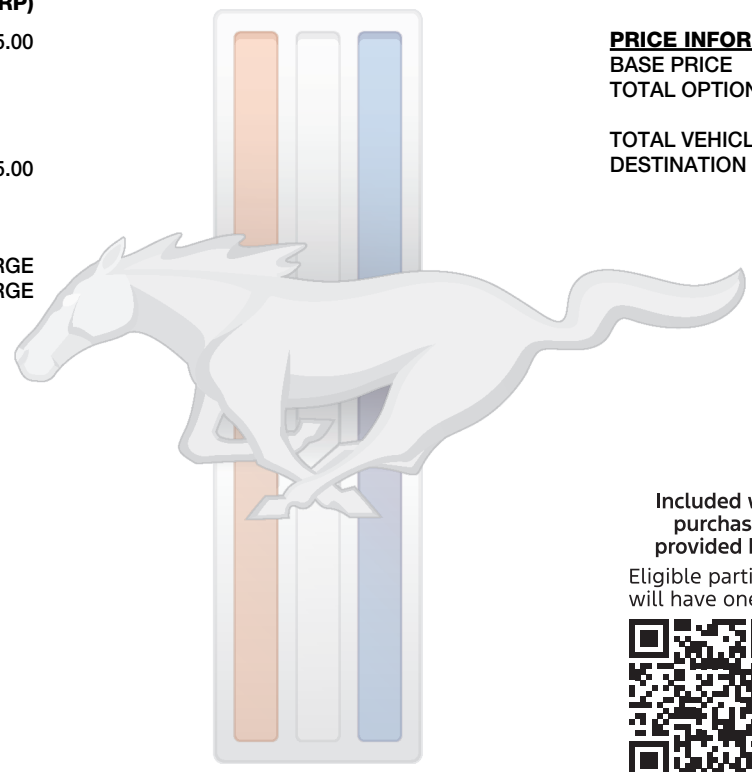 RP)
5.00
5.00
RGE
RGE
PRICE INFOR
BASE PRICE
TOTAL OPTION
TOTAL VEHICL
DESTINATION
Included w
purchas
provided b
Eligible parti
will have one